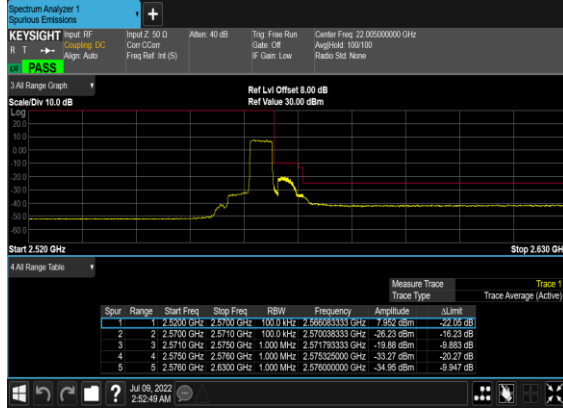 Spectrum Analyzer 1
Spurious Emissions
KEYSIGHT Input: RF Input Z: 50 Ω Atten: 40 dB Trig: Free Run Center Freq: 22.005000000 GHz
R T Coupling: DC Corr CCorr Gate: Off Avg|Hold: 100/100
Align: Auto Freq Ref: Int (S) IF Gain: Low Radio Std: None
PASS
3 All Range Graph
Ref Lvl Offset 8.00 dB
Scale/Div 10.0 dB Ref Value 30.00 dBm
Log
20.0
10.0
0.00
-10.0
-20.0
-30.0
-40.0
-50.0
-60.0
Start 2.520 GHz Stop 2.630 GH
4 All Range Table
Measure Trace Trace 1
Trace Type Trace Average (Active)
Spur Range Start Freq Stop Freq RBW Frequency Amplitude ΔLimit
1 1 2.5200 GHz 2.5700 GHz 100.0 kHz 2.566083333 GHz 7.952 dBm -22.05 dB
2 2 2.5700 GHz 2.5710 GHz 100.0 kHz 2.570038333 GHz -26.23 dBm -16.23 dB
3 3 2.5710 GHz 2.5750 GHz 1.000 MHz 2.571793333 GHz -19.88 dBm -9.883 dB
4 4 2.5750 GHz 2.5760 GHz 1.000 MHz 2.575325000 GHz -33.27 dBm -20.27 dB
5 5 2.5760 GHz 2.6300 GHz 1.000 MHz 2.576000000 GHz -34.95 dBm -9.947 dB
Jul 09, 2022
2:52:49 AM